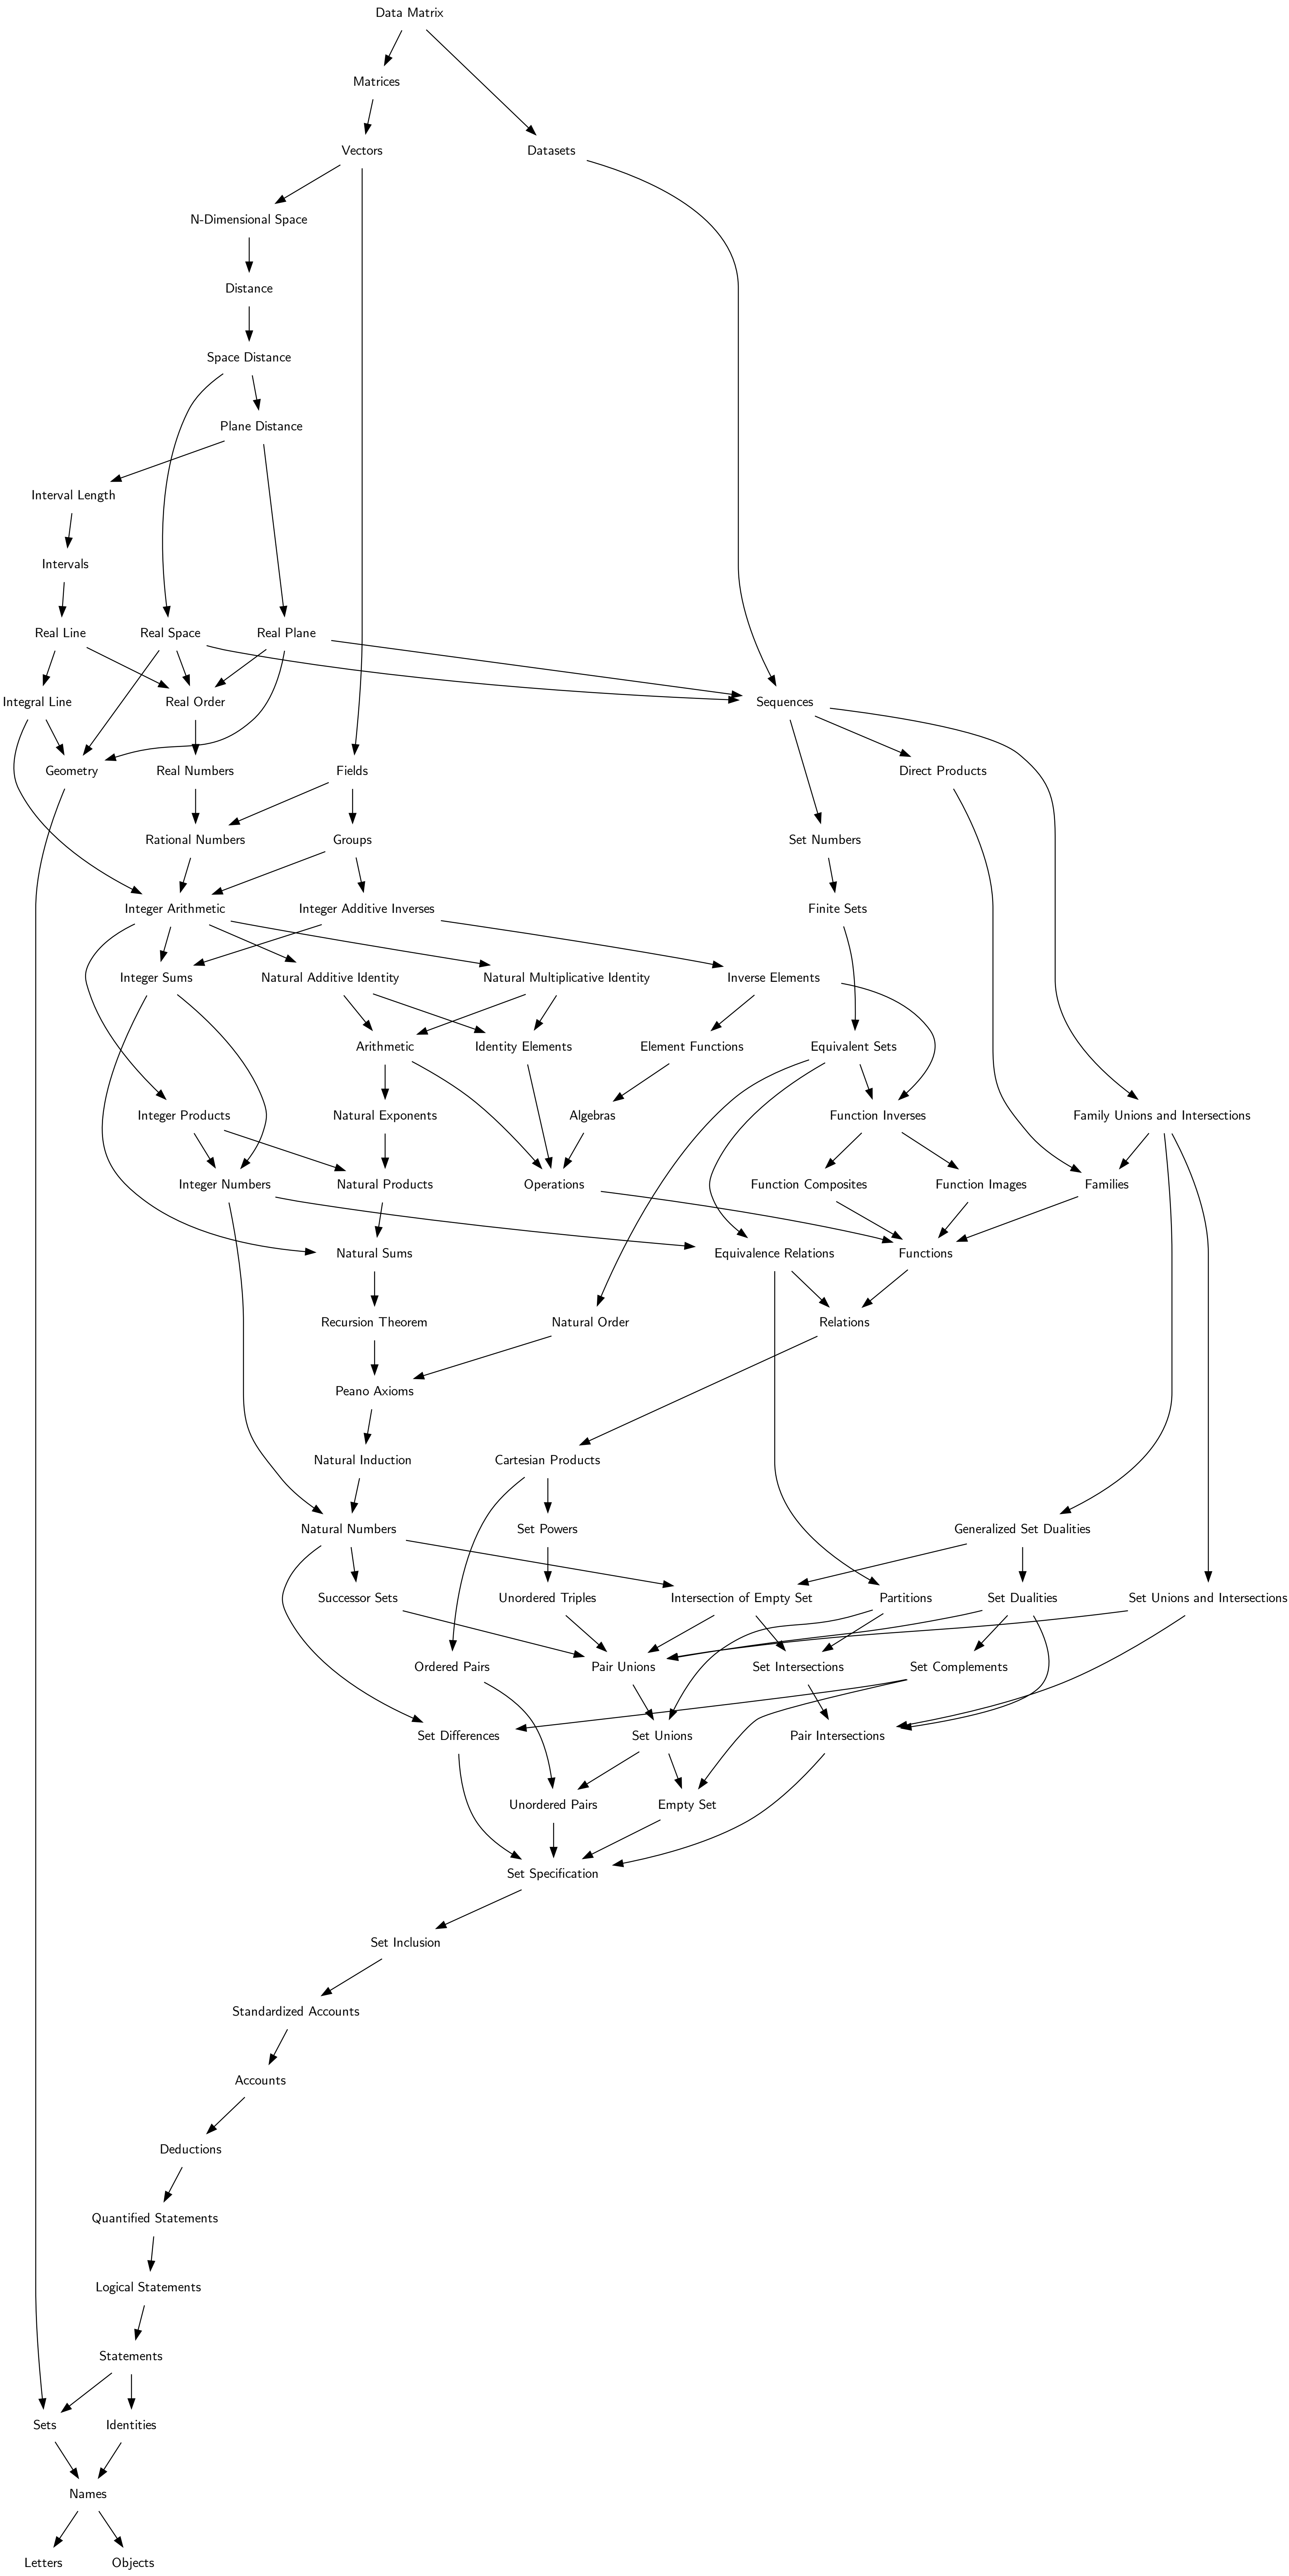 Data Matrix
Matrices
Vectors
Datasets
N-Dimensional Space
Distance
Space Distance
Plane Distance
Interval Length
Intervals
Real Line
Real Space
Real Plane
Integral Line
Real Order
Sequences
Geometry
Real Numbers
Fields
Direct Products
Rational Numbers
Groups
Set Numbers
Integer Arithmetic
Integer Additive Inverses
Finite Sets
Integer Sums
Natural Additive Identity
Natural Multiplicative Identity
Inverse Elements
Arithmetic
Identity Elements
Element Functions
Equivalent Sets
Integer Products
Natural Exponents
Algebras
Function Inverses
Family Unions and Intersections
Integer Numbers
Natural Products
Operations
Function Composites
Function Images
Families
Natural Sums
Equivalence Relations
Functions
Recursion Theorem
Natural Order
Relations
Peano Axioms
Natural Induction
Cartesian Products
Natural Numbers
Set Powers
Generalized Set Dualities
Successor Sets
Unordered Triples
Intersection of Empty Set
Partitions
Set Dualities
Set Unions and Intersections
Ordered Pairs
Pair Unions
Set Intersections
Set Complements
Set Differences
Set Unions
Pair Intersections
Unordered Pairs
Empty Set
Set Specification
Set Inclusion
Standardized Accounts
Accounts
Deductions
Quantified Statements
Logical Statements
Statements
Sets
Identities
Names
Letters
Objects